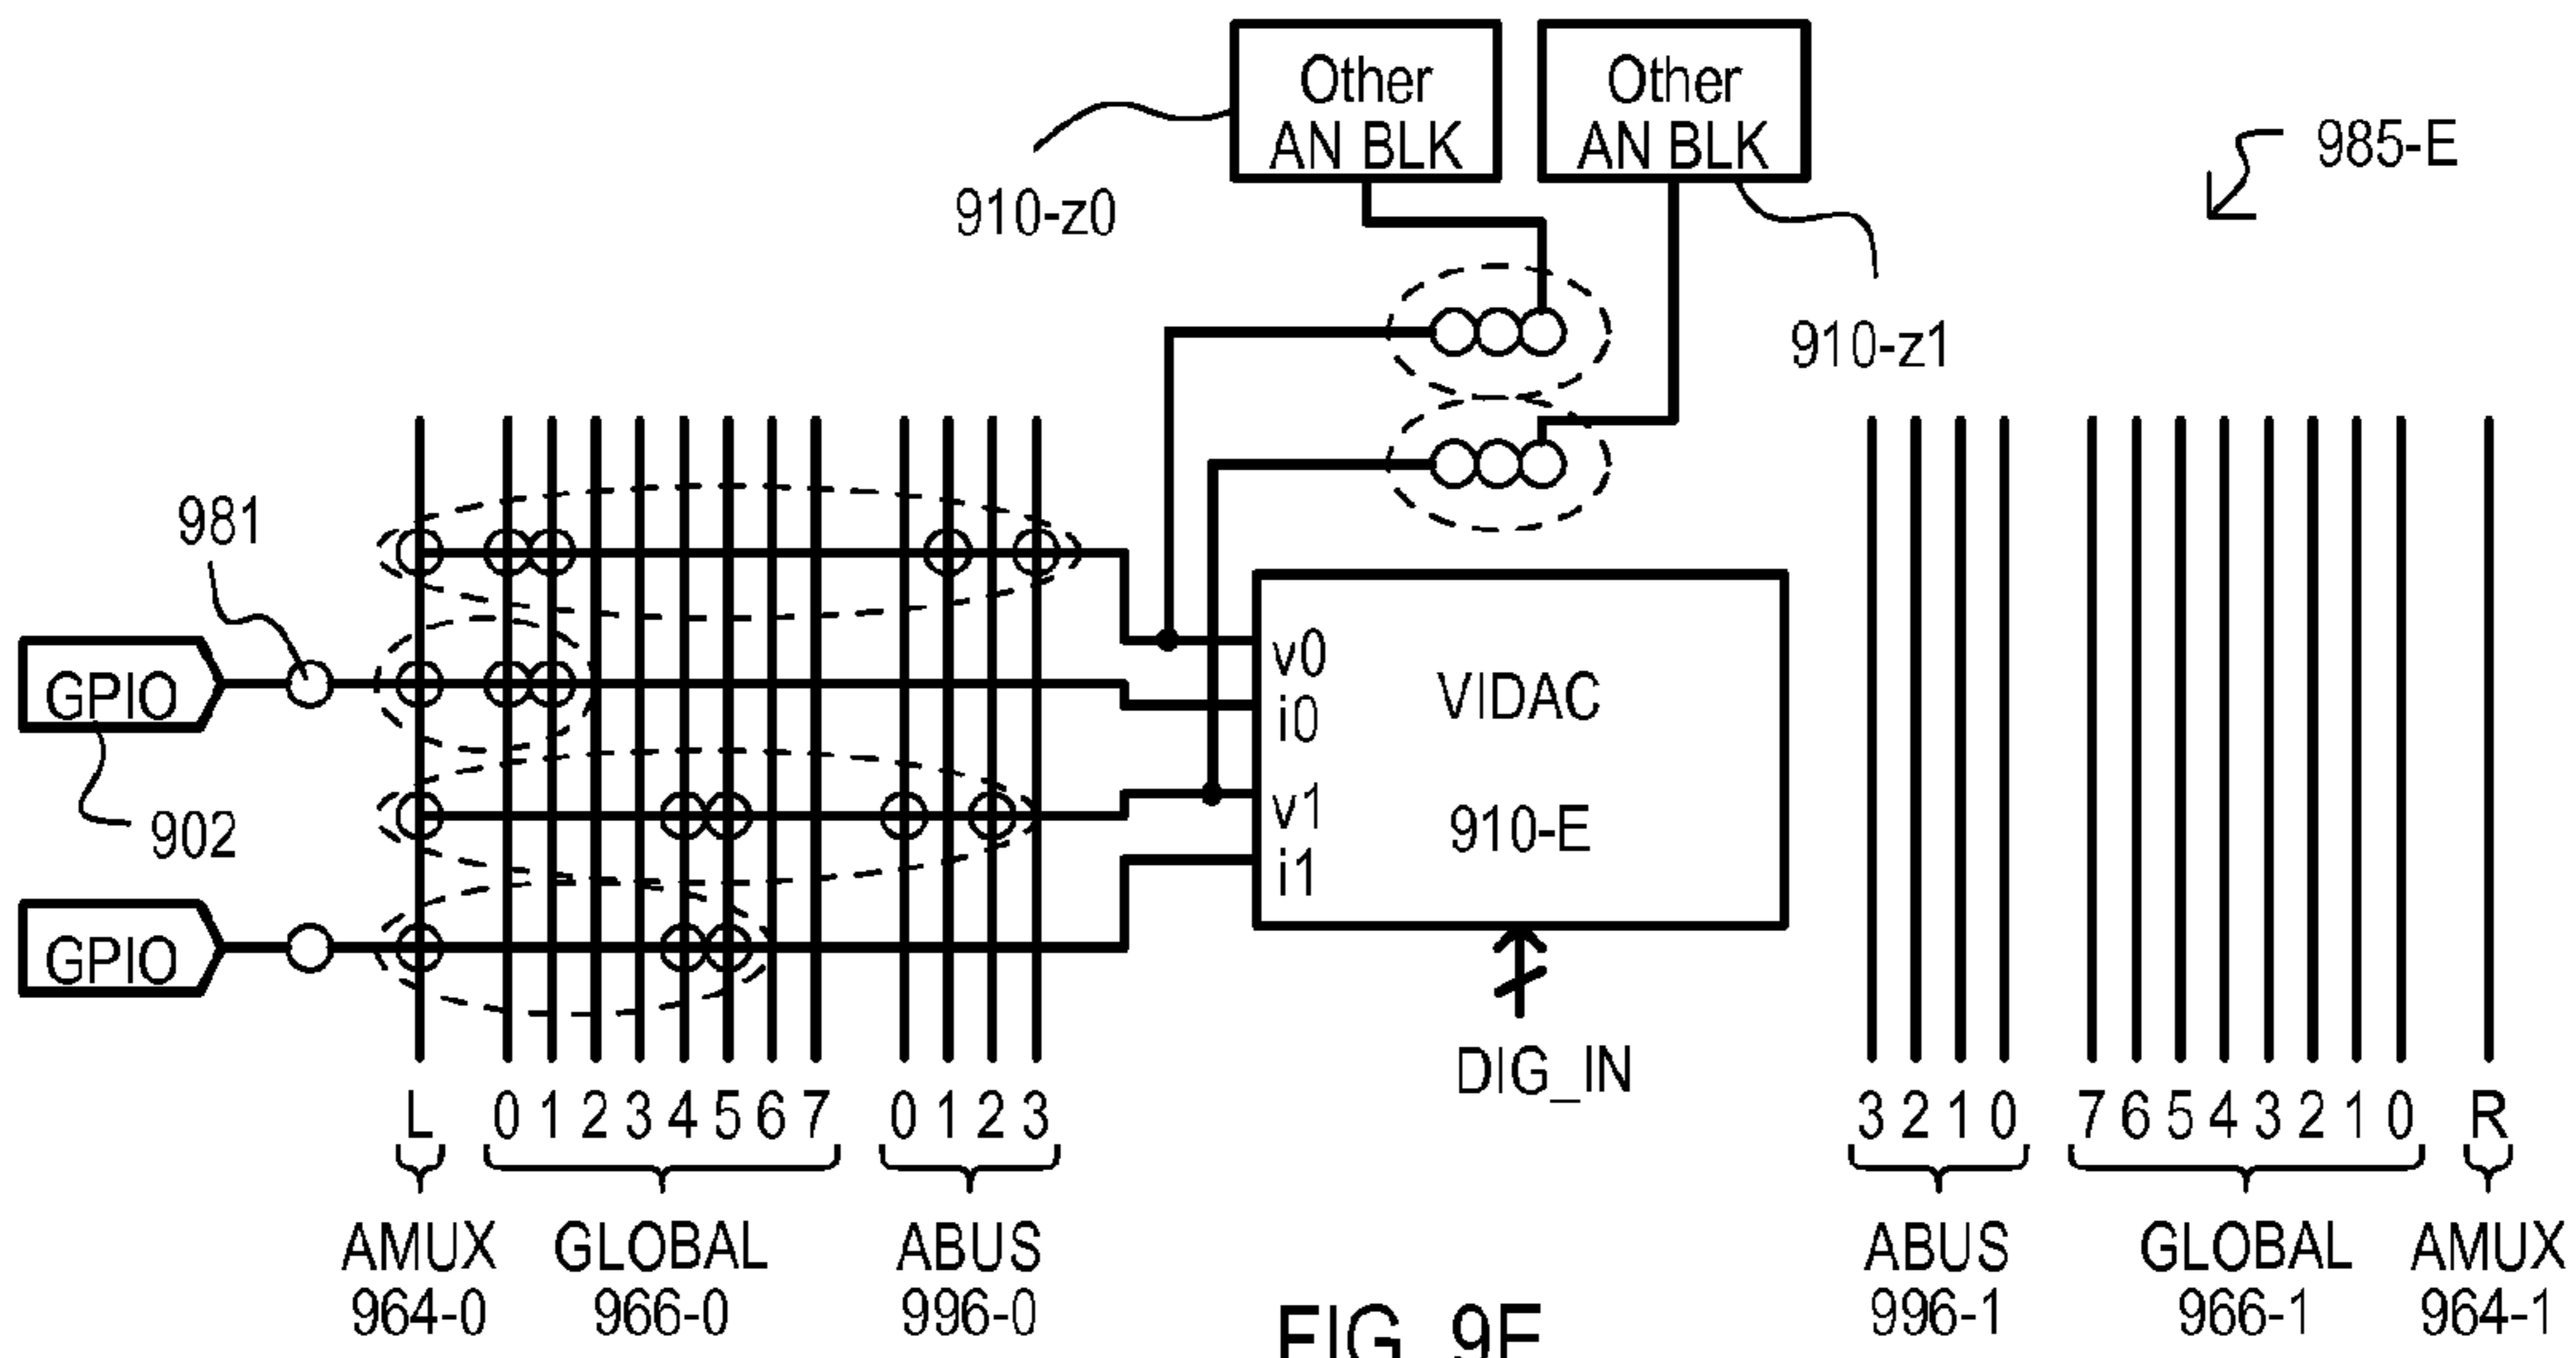 Other
AN BLK
Other
AN BLK
985-E
910-z0
910-z1
981
GPIO
902
GPIO
v0
i0
v1
i1
VIDAC
910-E
DIG_IN
L 0 1 2 3 4 5 6 7 0 1 2 3
3 2 1 0 7 6 5 4 3 2 1 0 R
AMUX
964-0
GLOBAL
966-0
ABUS
996-0
ABUS
996-1
GLOBAL
966-1
AMUX
964-1
FIG. 9E